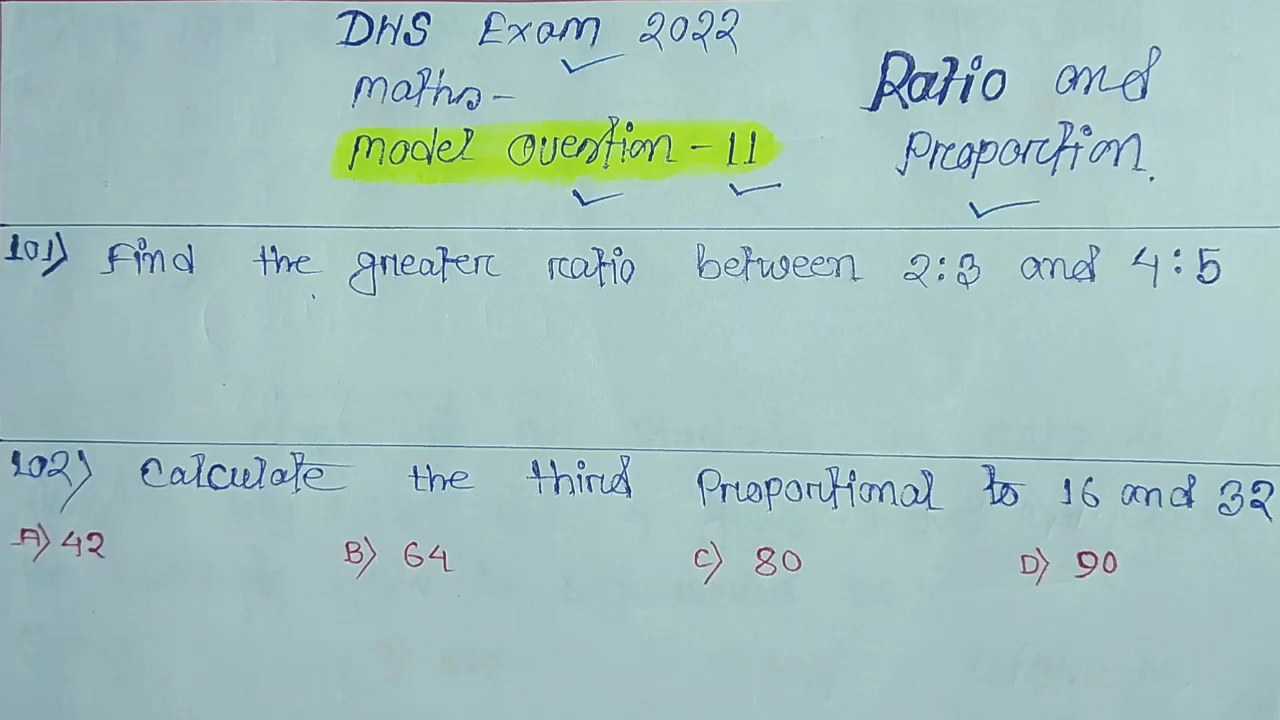 DHS Exam 2022
Maths-
Model Question - 11
Ratio and
Proportion.
101) Find the greater ratio between 2:3 and 4:5
102) Calculate the third Proportional to 16 and 32
A) 42 B) 64 C) 80 D) 90